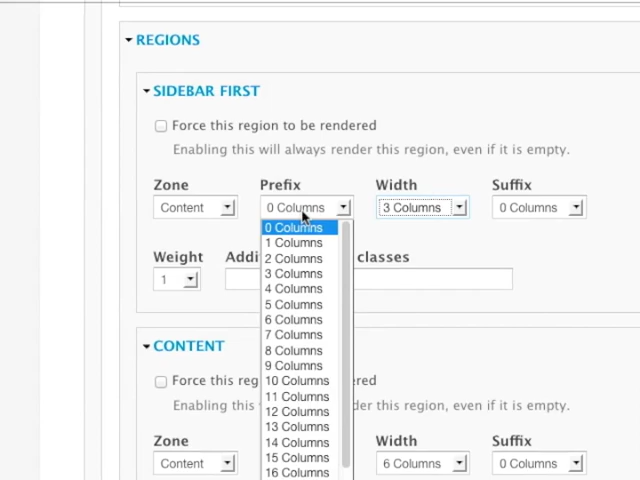 REGIONS
SIDEBAR FIRST
Force this region to be rendered
Enabling this will always render this region, even if it is empty.
Zone Prefix Width Suffix
Content 0 Columns 3 Columns 0 Columns
0 Columns
1 Columns
2 Columns
Weight Addi classes
3 Columns
1
4 Columns
5 Columns
6 Columns
7 Columns
CONTENT
8 Columns
9 Columns
Force this reg 10 Columns ered
11 Columns
Enabling this 12 Columns der this region, even if it is empty.
13 Columns
Zone 14 Columns Width Suffix
15 Columns
Content 6 Columns 0 Columns
16 Columns